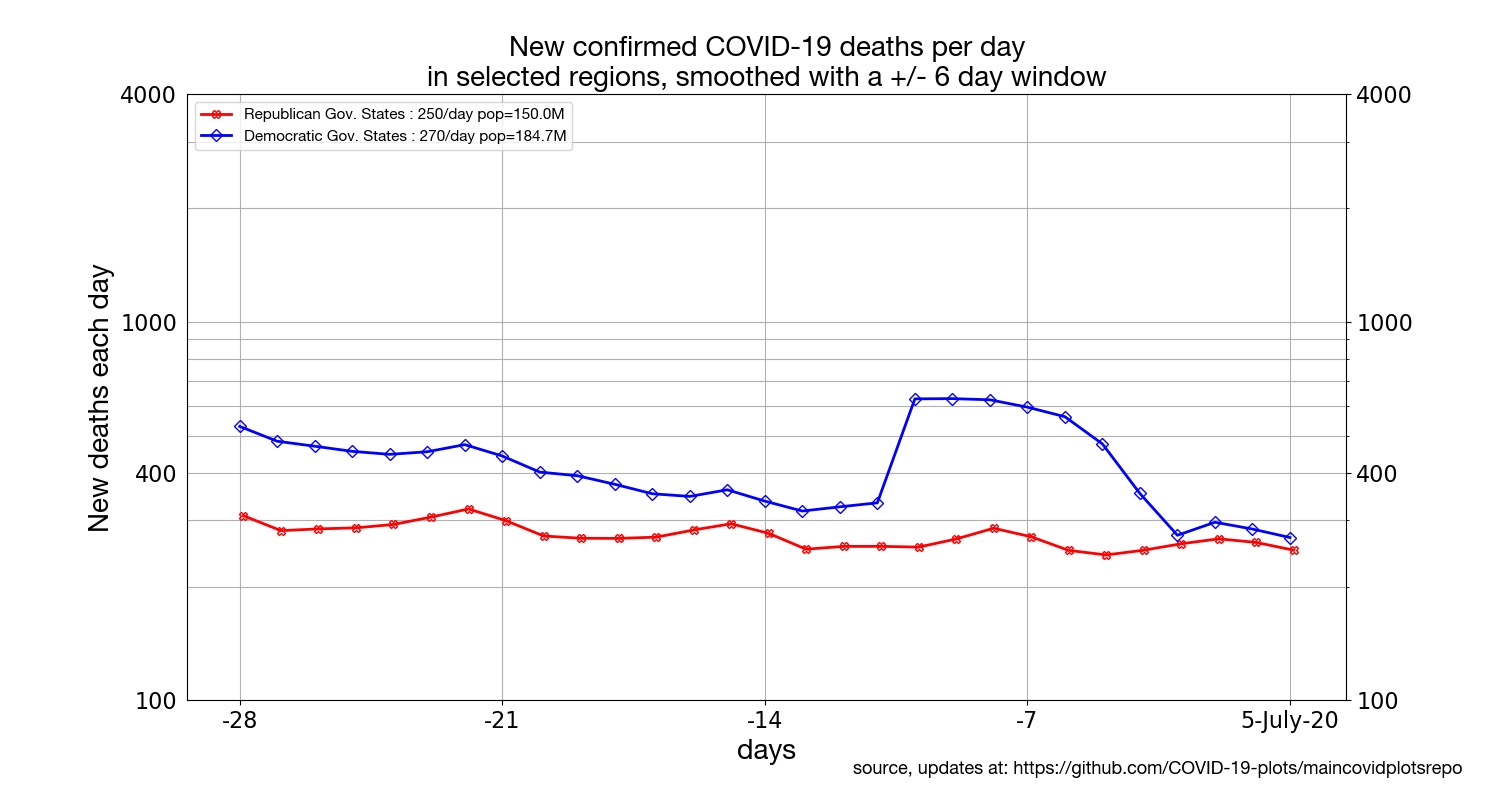 New confirmed COVID-19 deaths per day
in selected regions, smoothed with a +/- 6 day window
Republican Gov. States : 250/day pop=150.0M
Democratic Gov. States : 270/day pop=184.7M
New deaths each day
4000
1000
400
100
4000
1000
400
100
-28
-21
-14
-7
5-July-20
days
source, updates at: https://github.com/COVID-19-plots/maincovidplotsrepo